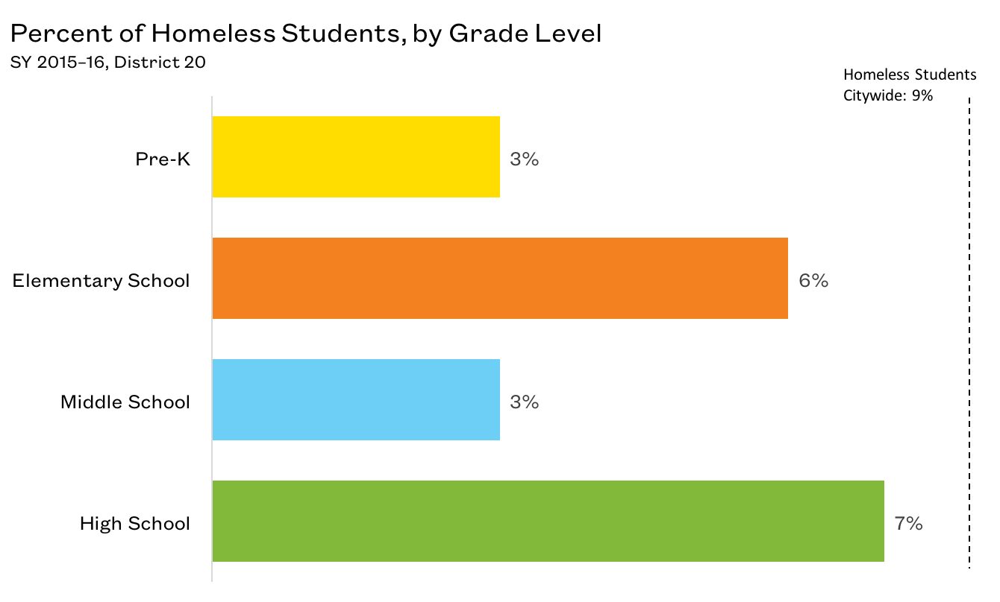 Percent of Homeless Students, by Grade Level
SY 2015–16, District 20
Homeless Students
Citywide: 9%
Pre-K
3%
Elementary School
6%
Middle School
3%
High School
7%